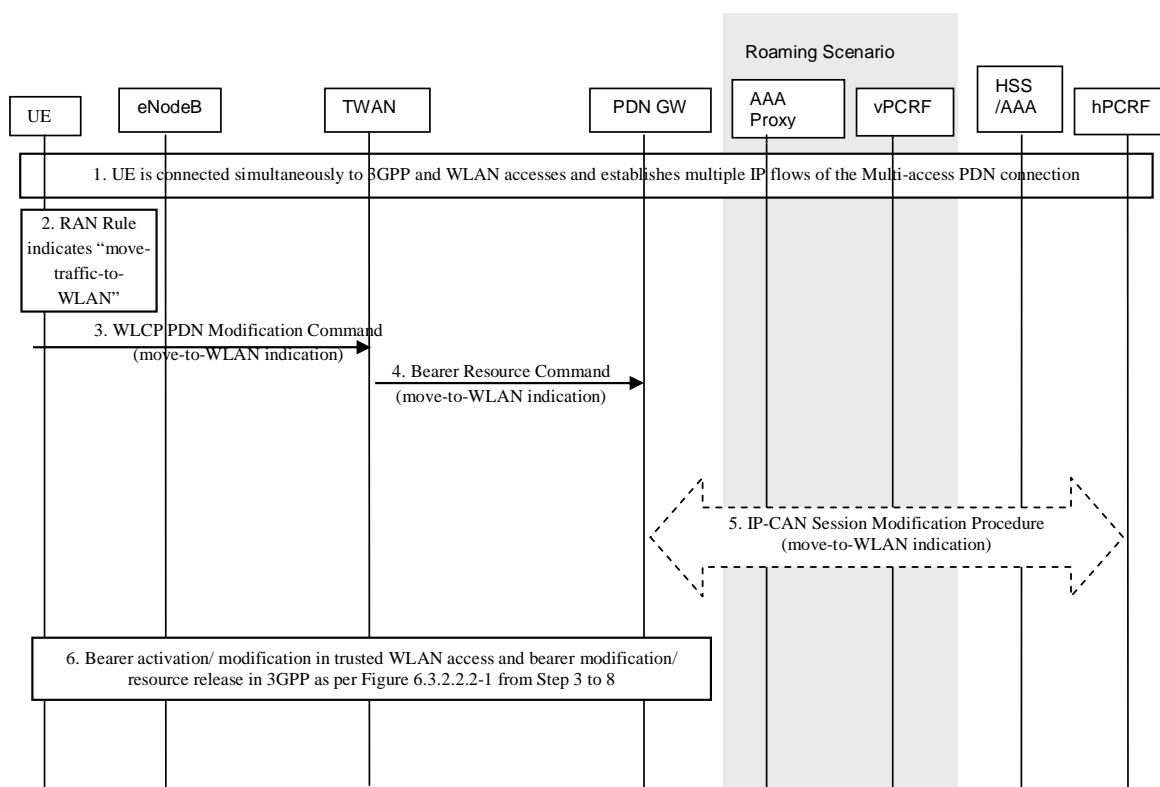 Roaming Scenario
UE
eNodeB
TWAN
PDN GW
AAA
Proxy
vPCRF
HSS
/AAA
hPCRF
1. UE is connected simultaneously to 3GPP and WLAN accesses and establishes multiple IP flows of the Multi-access PDN connection
2. RAN Rule
indicates “move-
traffic-to-
WLAN”
3. WLCP PDN Modification Command
(move-to-WLAN indication)
4. Bearer Resource Command
(move-to-WLAN indication)
5. IP-CAN Session Modification Procedure
(move-to-WLAN indication)
6. Bearer activation/ modification in trusted WLAN access and bearer modification/
resource release in 3GPP as per Figure 6.3.2.2.2-1 from Step 3 to 8